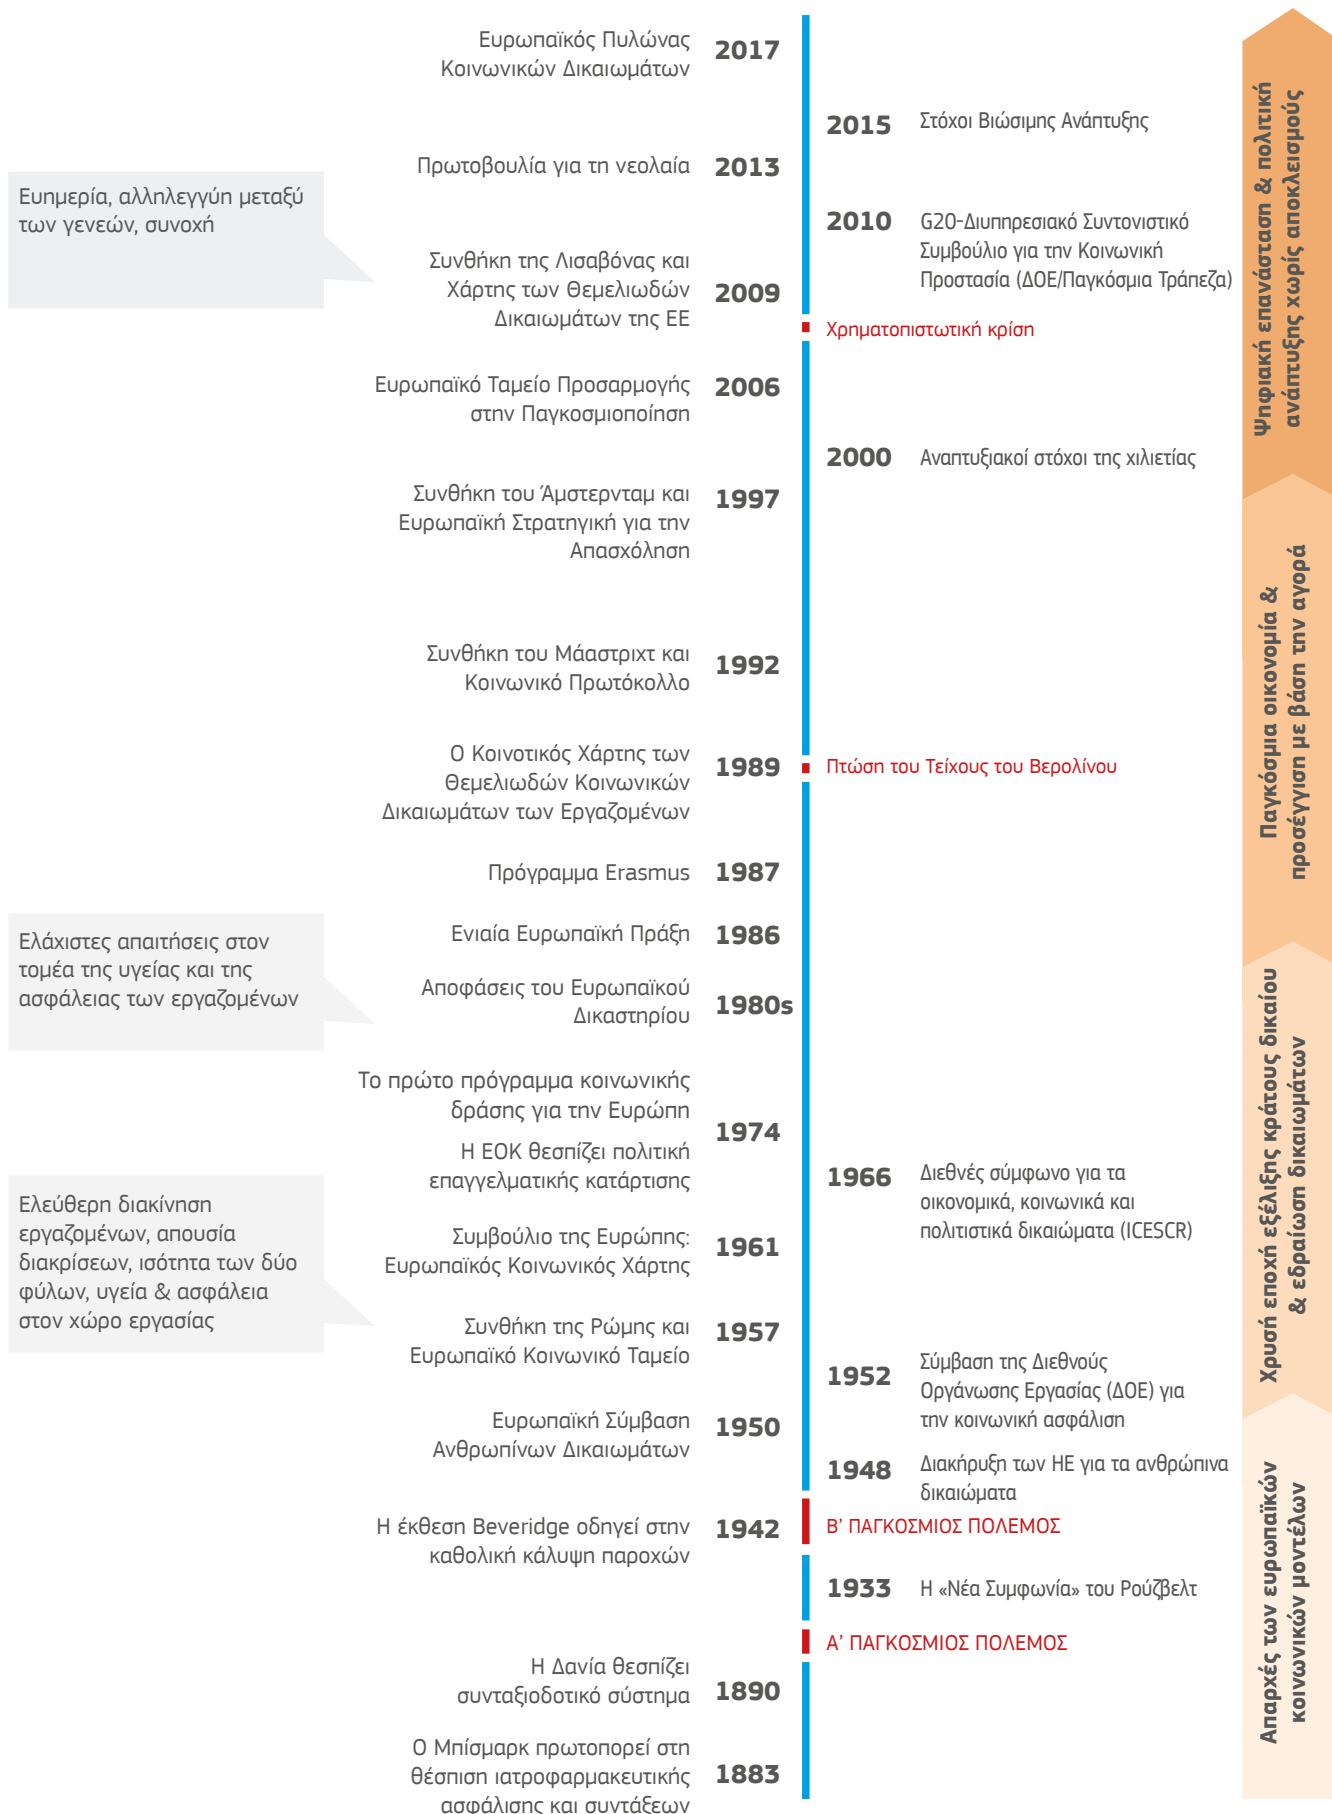 Ευρωπαϊκός Πυλώνας
Κοινωνικών Δικαιωμάτων
2017
2015
Στόχοι Βιώσιμης Ανάπτυξης
Πρωτοβουλία για τη νεολαία
2013
Ευημερία, αλληλεγγύη μεταξύ
των γενεών, συνοχή
2010
G20-Διυπηρεσιακό Συντονιστικό
Συμβούλιο για την Κοινωνική
Προστασία (ΔΟΕ/Παγκόσμια Τράπεζα)
Συνθήκη της Λισαβόνας και
Χάρτης των Θεμελιωδών
Δικαιωμάτων της ΕΕ
2009
Χρηματοπιστωτική κρίση
Ευρωπαϊκό Ταμείο Προσαρμογής
στην Παγκοσμιοποίηση
2006
2000
Αναπτυξιακοί στόχοι της χιλιετίας
Ψηφιακή επανάσταση & πολιτική
ανάπτυξης χωρίς αποκλεισμούς
Συνθήκη του Άμστερνταμ και
Ευρωπαϊκή Στρατηγική για την
Απασχόληση
1997
Συνθήκη του Μάαστριχτ και
Κοινωνικό Πρωτόκολλο
1992
Ο Κοινοτικός Χάρτης των
Θεμελιωδών Κοινωνικών
Δικαιωμάτων των Εργαζομένων
1989
Πτώση του Τείχους του Βερολίνου
Παγκόσμια οικονομία &
προσέγγιση με βάση την αγορά
Πρόγραμμα Erasmus
1987
Ενιαία Ευρωπαϊκή Πράξη
1986
Ελάχιστες απαιτήσεις στον
τομέα της υγείας και της
ασφάλειας των εργαζομένων
Αποφάσεις του Ευρωπαϊκού
Δικαστηρίου
1980s
Το πρώτο πρόγραμμα κοινωνικής
δράσης για την Ευρώπη
1974
Η ΕΟΚ θεσπίζει πολιτική
επαγγελματικής κατάρτισης
1966
Διεθνές σύμφωνο για τα
οικονομικά, κοινωνικά και
πολιτιστικά δικαιώματα (ICESCR)
Ελεύθερη διακίνηση
εργαζομένων, απουσία
διακρίσεων, ισότητα των δύο
φύλων, υγεία & ασφάλεια
στον χώρο εργασίας
Συμβούλιο της Ευρώπης:
Ευρωπαϊκός Κοινωνικός Χάρτης
1961
Χρυσή εποχή εξέλιξης κράτους δικαίου
& εδραίωση δικαιωμάτων
Συνθήκη της Ρώμης και
Ευρωπαϊκό Κοινωνικό Ταμείο
1957
1952
Σύμβαση της Διεθνούς
Οργάνωσης Εργασίας (ΔΟΕ) για
την κοινωνική ασφάλιση
Ευρωπαϊκή Σύμβαση
Ανθρωπίνων Δικαιωμάτων
1950
1948
Διακήρυξη των ΗΕ για τα ανθρώπινα
δικαιώματα
Η έκθεση Beveridge οδηγεί στην
καθολική κάλυψη παροχών
1942
Β' ΠΑΓΚΟΣΜΙΟΣ ΠΟΛΕΜΟΣ
1933
Η «Νέα Συμφωνία» του Ρούζβελτ
Α' ΠΑΓΚΟΣΜΙΟΣ ΠΟΛΕΜΟΣ
Η Δανία θεσπίζει
συνταξιοδοτικό σύστημα
1890
Απαρχές των ευρωπαϊκών
κοινωνικών μοντέλων
Ο Μπίσμαρκ πρωτοπορεί στη
θέσπιση ιατροφαρμακευτικής
ασφάλισης και συντάξεων
1883